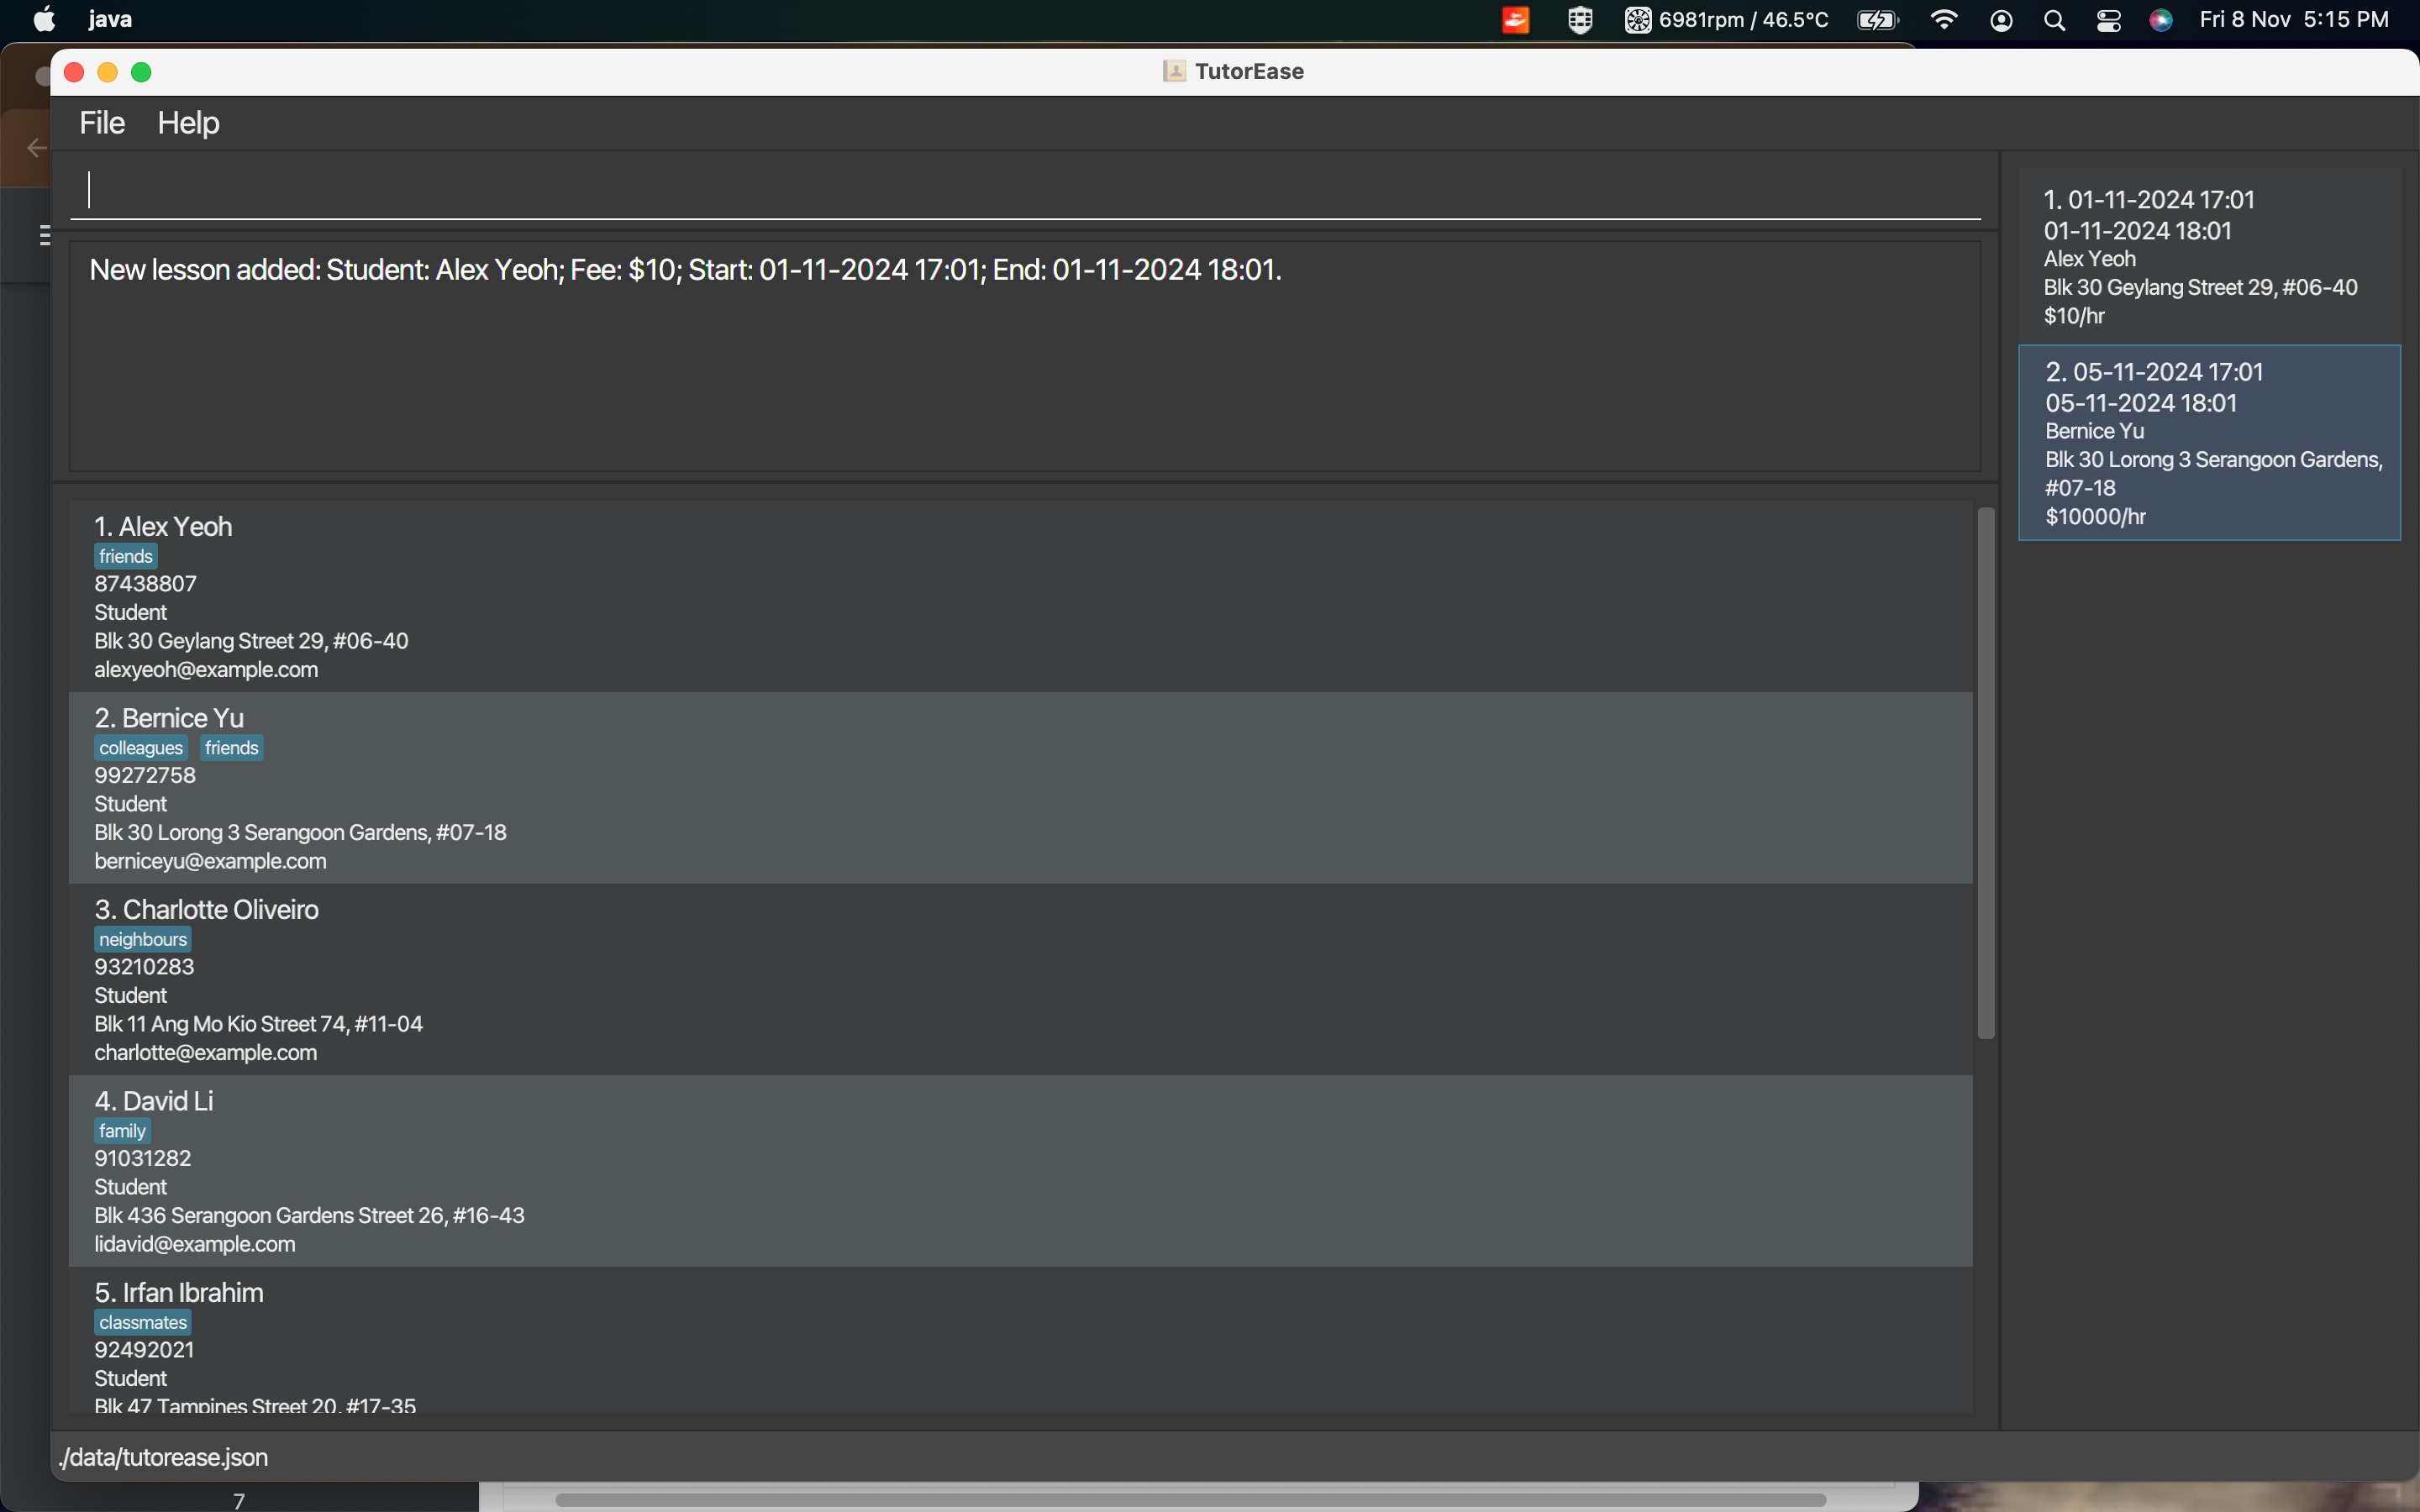 java
6981rpm / 46.5°C
Fri 8 Nov 5:15 PM
TutorEase
File Help
New lesson added: Student: Alex Yeoh; Fee: $10; Start: 01-11-2024 17:01; End: 01-11-2024 18:01.
1. Alex Yeoh
friends
87438807
Student
Blk 30 Geylang Street 29, #06-40
alexyeoh@example.com
2. Bernice Yu
colleagues friends
99272758
Student
Blk 30 Lorong 3 Serangoon Gardens, #07-18
berniceyu@example.com
3. Charlotte Oliveiro
neighbours
93210283
Student
Blk 11 Ang Mo Kio Street 74, #11-04
charlotte@example.com
4. David Li
family
91031282
Student
Blk 436 Serangoon Gardens Street 26, #16-43
lidavid@example.com
5. Irfan Ibrahim
classmates
92492021
Student
Blk 47 Tampines Street 20, #17-35
1. 01-11-2024 17:01
01-11-2024 18:01
Alex Yeoh
Blk 30 Geylang Street 29, #06-40
$10/hr
2. 05-11-2024 17:01
05-11-2024 18:01
Bernice Yu
Blk 30 Lorong 3 Serangoon Gardens,
#07-18
$10000/hr
./data/tutorease.json
7